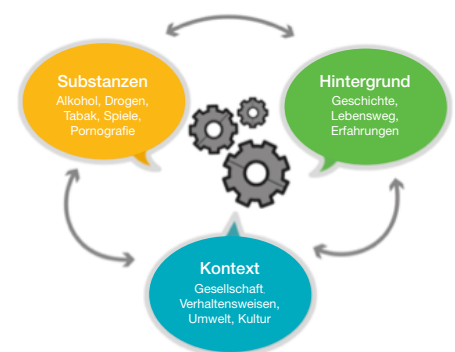 Substanzen
Alkohol, Drogen,
Tabak, Spiele,
Pornografie
Hintergrund
Geschichte,
Lebensweg,
Erfahrungen
Kontext
Gesellschaft
Verhaltensweisen,
Umwelt, Kultur